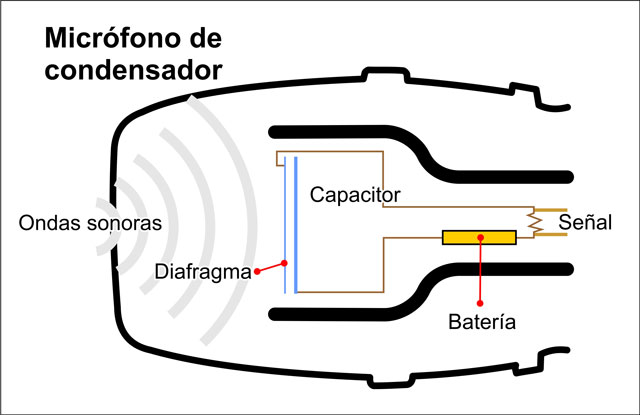 Micrófono de
condensador
Capacitor
Ondas sonoras
Señal
Diafragma
Batería